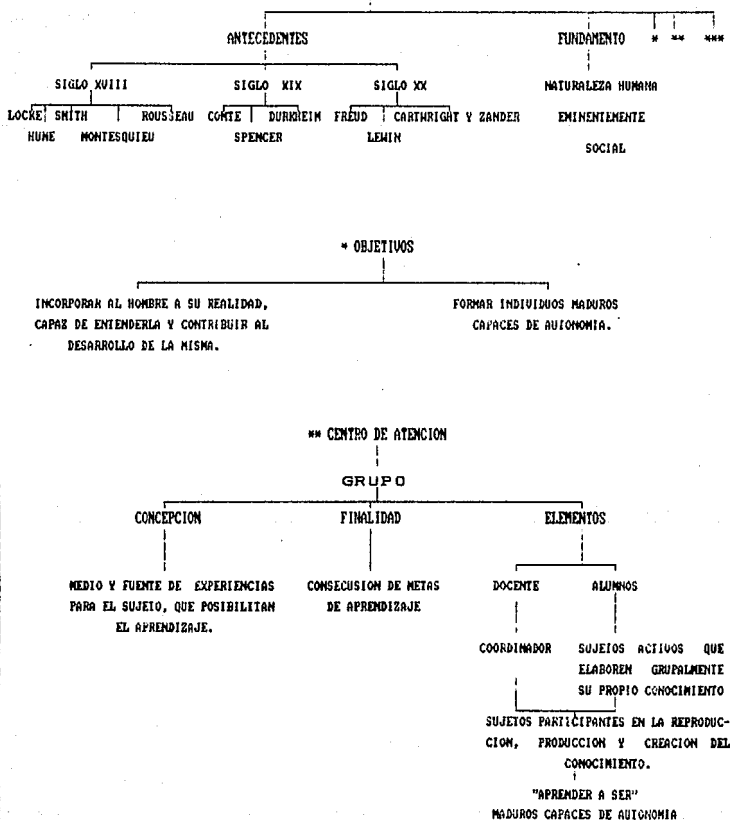 ANTECEDENTES FUNDAMENTO * ** ***
SIGLO XVIII SIGLO XIX SIGLO XX NATURALEZA HUMANA
LOCKE SMITH ROUSSEAU COMTE DURKHEIM FREUD CARTWRIGHT Y ZANDER EMINENTEMENTE
HUME MONTESQUIEU SPENCER LEWIN
SOCIAL
* OBJETIVOS
INCORPORAR AL HOMBRE A SU REALIDAD, FORMAR INDIVIDUOS MADUROS
CAPAZ DE ENTENDERLA Y CONTRIBUIR AL CAPACES DE AUTONOMIA.
DESARROLLO DE LA MISMA.
** CENTRO DE ATENCION
GRUPO
CONCEPCION FINALIDAD ELEMENTOS
MEDIO Y FUENTE DE EXPERIENCIAS CONSECUSION DE METAS DOCENTE ALUMNOS
PARA EL SUJETO, QUE POSIBILITAN DE APRENDIZAJE
EL APRENDIZAJE.
COORDINADOR SUJETOS ACTIVOS QUE
ELABOREN GRUPALMENTE
SU PROPIO CONOCIMIENTO
SUJETOS PARTICIPANTES EN LA REPRODUC-
CION, PRODUCCION Y CREACION DEL
CONOCIMIENTO.
"APRENDER A SER"
MADUROS CAPACES DE AUTONOMIA